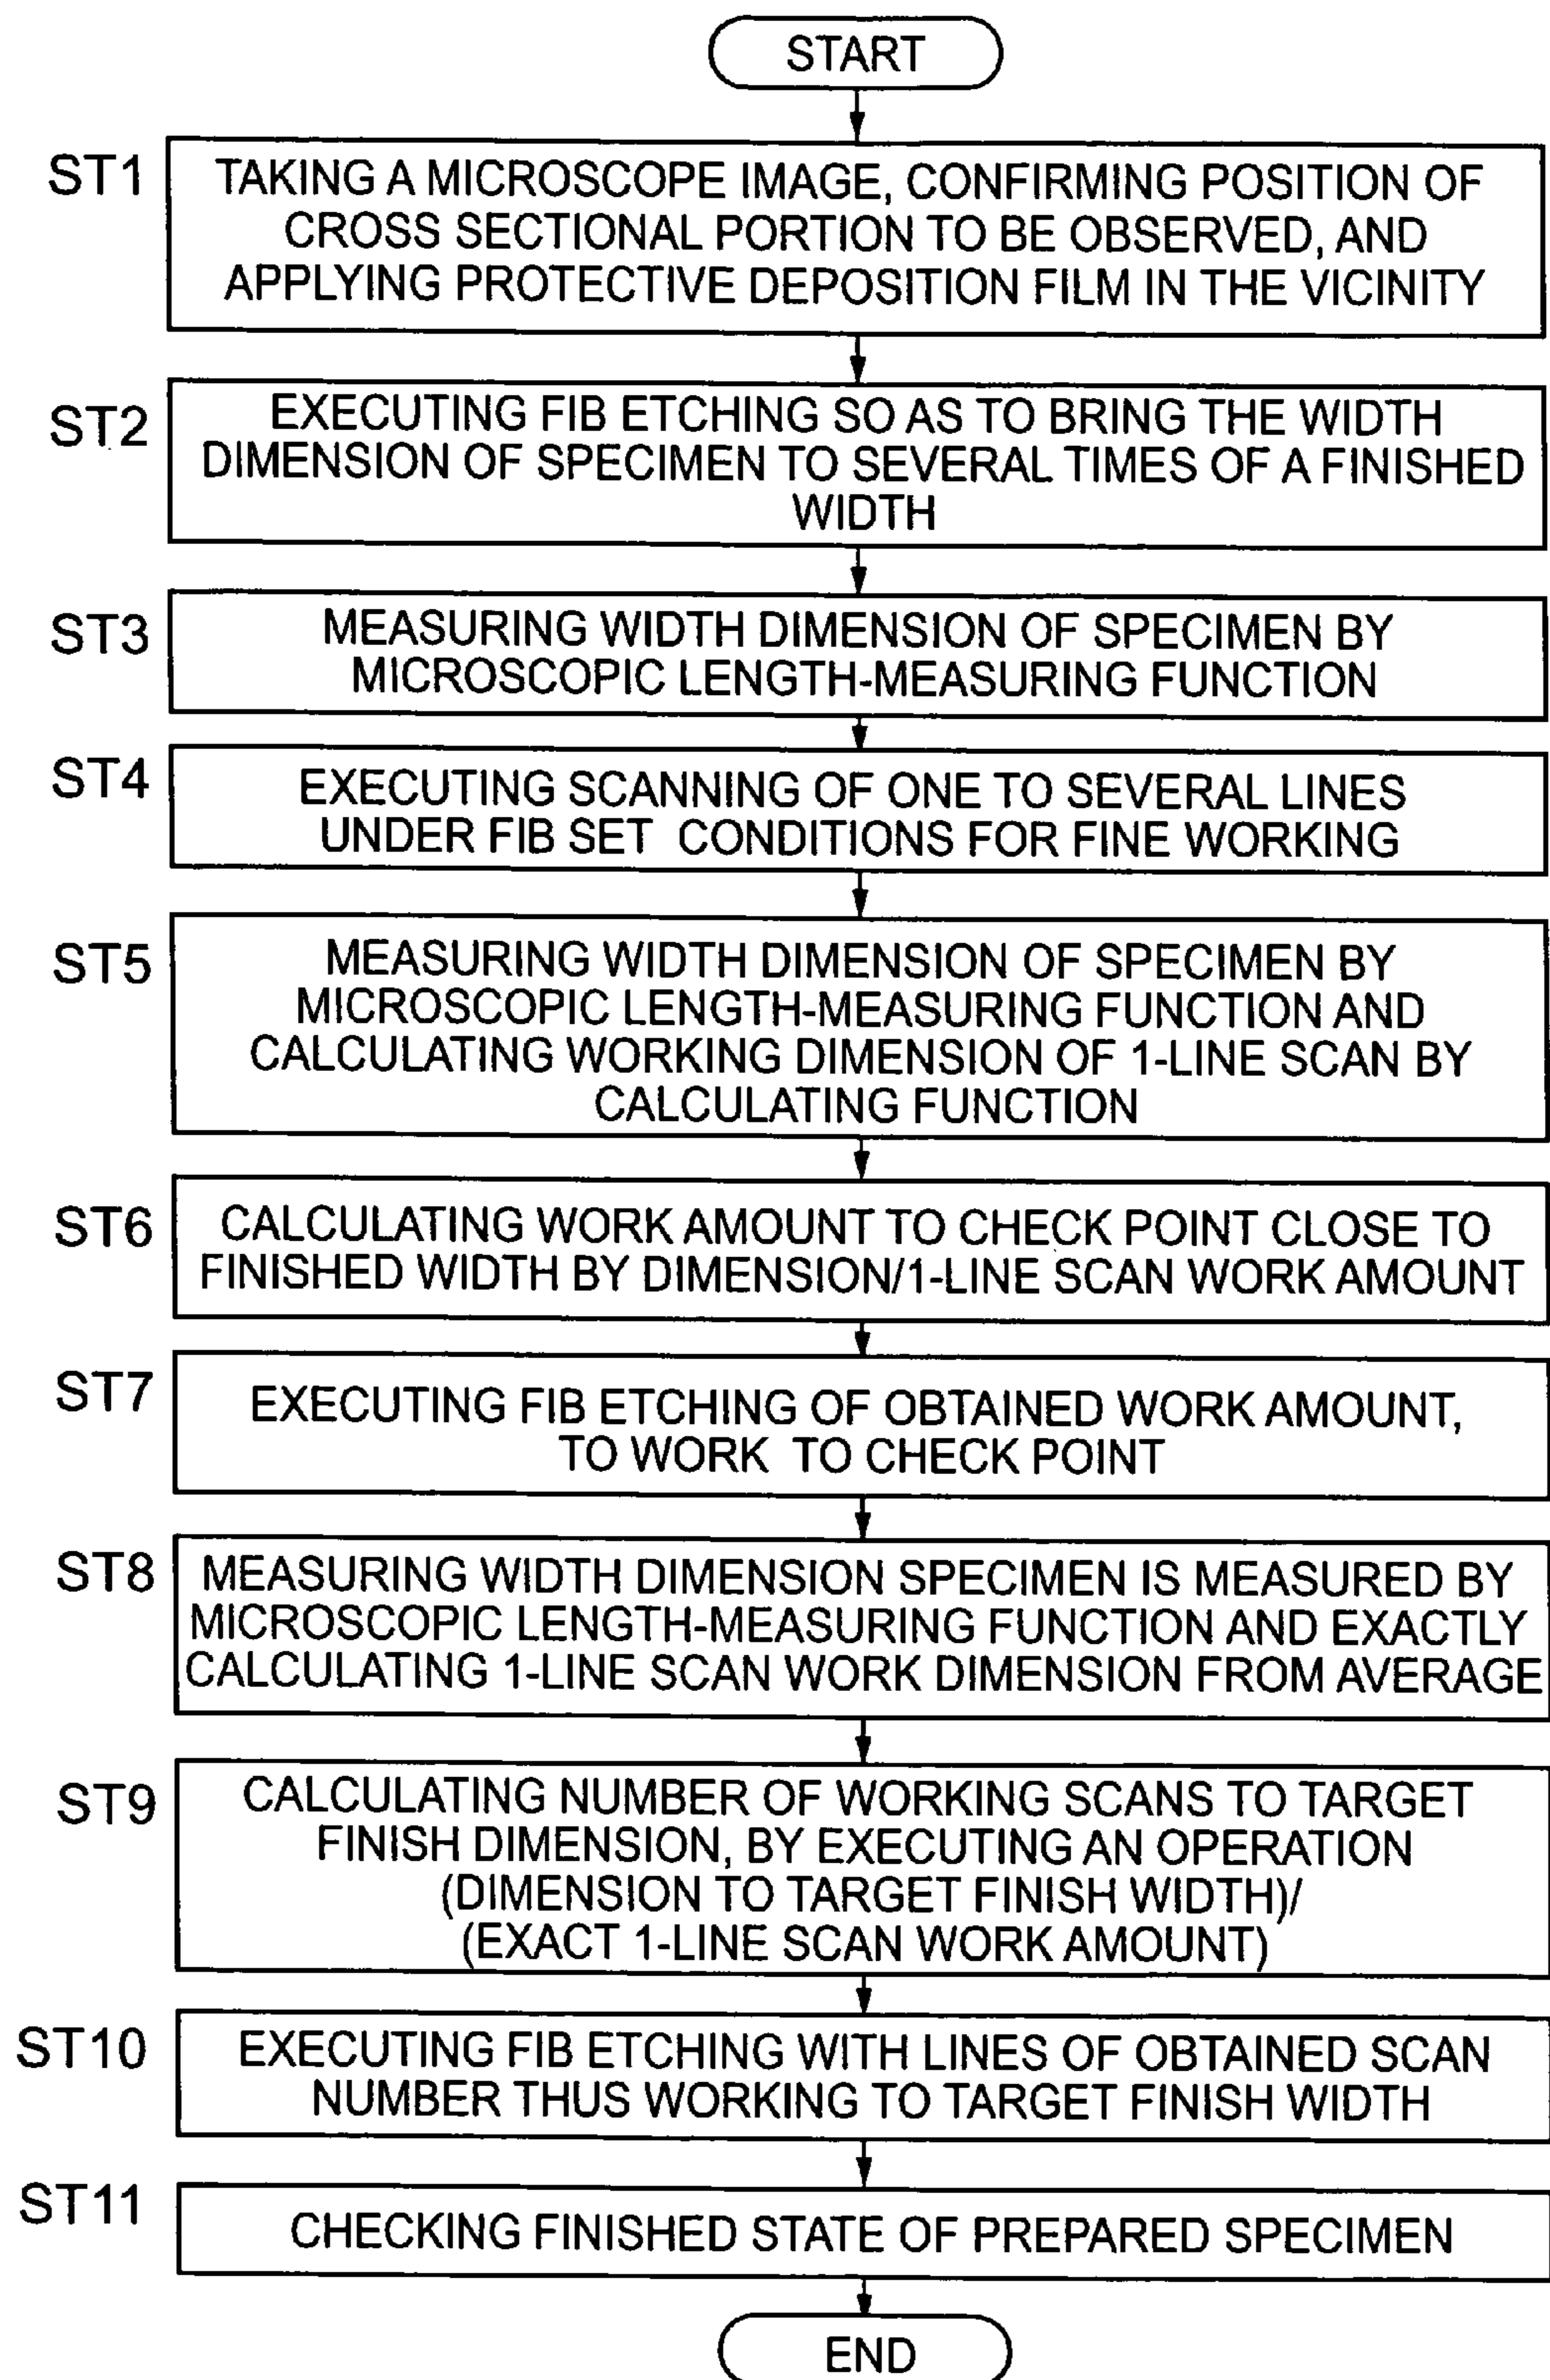 START
ST1
TAKING A MICROSCOPE IMAGE, CONFIRMING POSITION OF
CROSS SECTIONAL PORTION TO BE OBSERVED, AND
APPLYING PROTECTIVE DEPOSITION FILM IN THE VICINITY
ST2
EXECUTING FIB ETCHING SO AS TO BRING THE WIDTH
DIMENSION OF SPECIMEN TO SEVERAL TIMES OF A FINISHED
WIDTH
ST3
MEASURING WIDTH DIMENSION OF SPECIMEN BY
MICROSCOPIC LENGTH-MEASURING FUNCTION
ST4
EXECUTING SCANNING OF ONE TO SEVERAL LINES
UNDER FIB SET CONDITIONS FOR FINE WORKING
ST5
MEASURING WIDTH DIMENSION OF SPECIMEN BY
MICROSCOPIC LENGTH-MEASURING FUNCTION AND
CALCULATING WORKING DIMENSION OF 1-LINE SCAN BY
CALCULATING FUNCTION
ST6
CALCULATING WORK AMOUNT TO CHECK POINT CLOSE TO
FINISHED WIDTH BY DIMENSION/1-LINE SCAN WORK AMOUNT
ST7
EXECUTING FIB ETCHING OF OBTAINED WORK AMOUNT,
TO WORK TO CHECK POINT
ST8
MEASURING WIDTH DIMENSION SPECIMEN IS MEASURED BY
MICROSCOPIC LENGTH-MEASURING FUNCTION AND EXACTLY
CALCULATING 1-LINE SCAN WORK DIMENSION FROM AVERAGE
ST9
CALCULATING NUMBER OF WORKING SCANS TO TARGET
FINISH DIMENSION, BY EXECUTING AN OPERATION
(DIMENSION TO TARGET FINISH WIDTH)/
(EXACT 1-LINE SCAN WORK AMOUNT)
ST10
EXECUTING FIB ETCHING WITH LINES OF OBTAINED SCAN
NUMBER THUS WORKING TO TARGET FINISH WIDTH
ST11
CHECKING FINISHED STATE OF PREPARED SPECIMEN
END